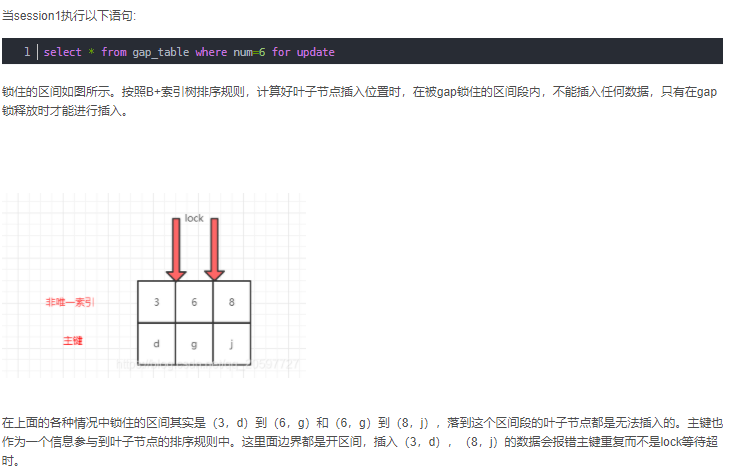 当session1执行以下语句:
1 select * from gap_table where num=6 for update
锁住的区间如图所示。按照B+索引树排序规则，计算好叶子节点插入位置时，在被gap锁住的区间段内，不能插入任何数据，只有在gap
锁释放时才能进行插入。
lock
非唯一索引 3 6 8
主键 d g j
在上面的各种情况中锁住的区间其实是（3，d）到（6，g）和（6，g）到（8，j），落到这个区间段的叶子节点都是无法插入的。主键也
作为一个信息参与到叶子节点的排序规则中。这里面边界都是开区间，插入（3，d），（8，j）的数据会报错主键重复而不是lock等待超
时。